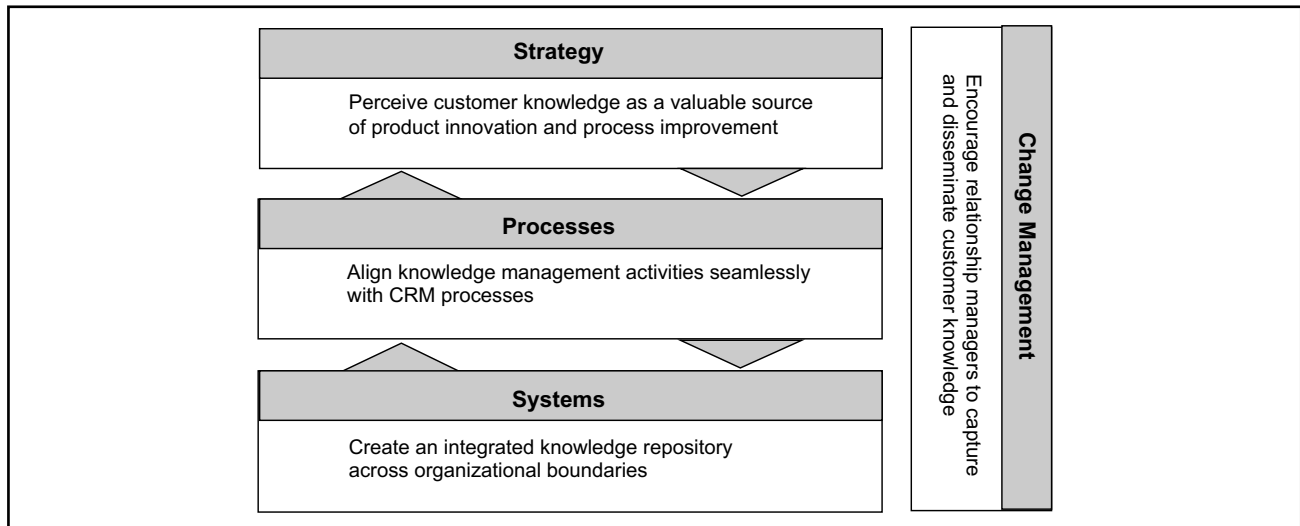 Strategy
Perceive customer knowledge as a valuable source
of product innovation and process improvement
Processes
Align knowledge management activities seamlessly
with CRM processes
Systems
Create an integrated knowledge repository
across organizational boundaries
Change Management
Encourage relationship managers to capture
and disseminate customer knowledge